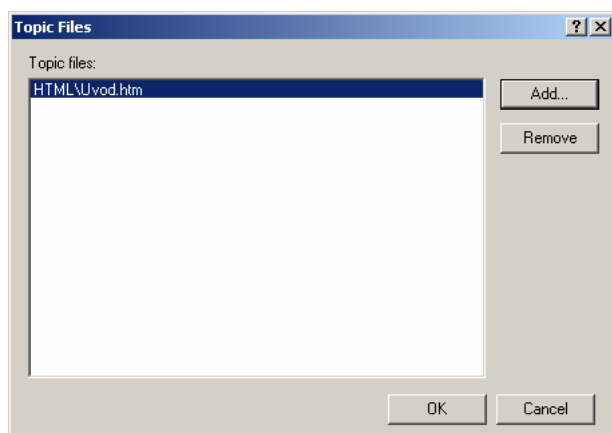 Topic Files
Topic files:
HTML\Uvod.htm
Add...
Remove
OK
Cancel